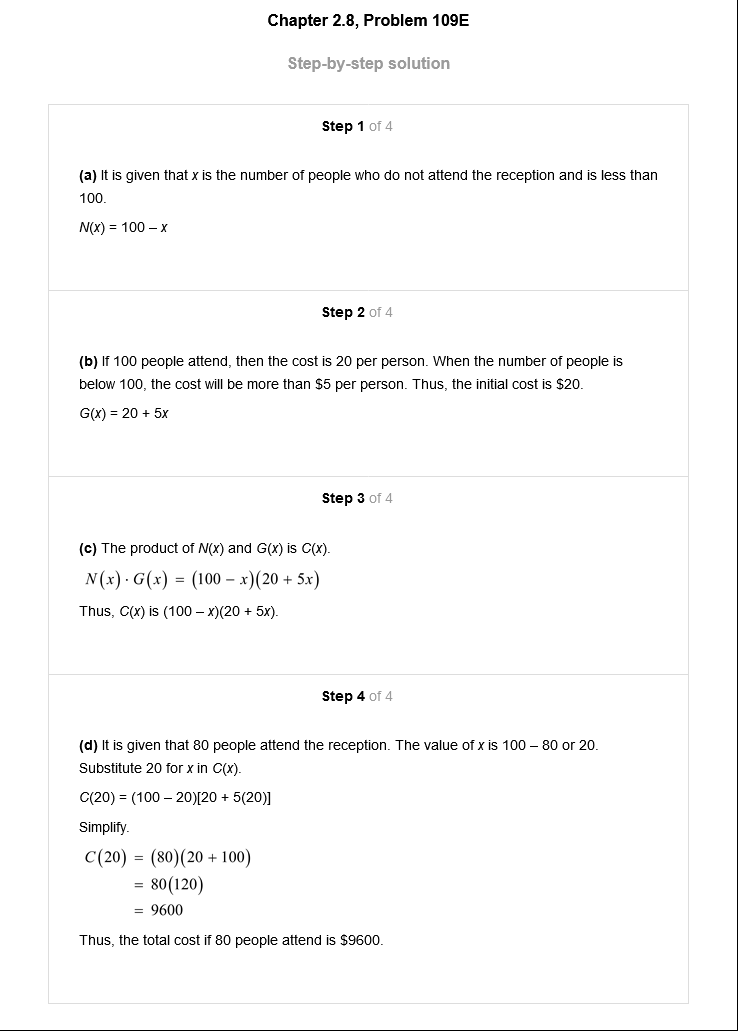 Chapter 2.8, Problem 109E
Step-by-step solution
Step 1 of 4
(a) It is given that x is the number of people who do not attend the reception and is less than
100.
N(x) = 100 – x
Step 2 of 4
(b) If 100 people attend, then the cost is 20 per person. When the number of people is
below 100, the cost will be more than $5 per person. Thus, the initial cost is $20.
G(x) = 20 + 5x
Step 3 of 4
(c) The product of N(x) and G(x) is C(x).
N(x) · G(x) = (100 – x)(20 + 5x)
Thus, C(x) is (100 – x)(20 + 5x).
Step 4 of 4
(d) It is given that 80 people attend the reception. The value of x is 100 – 80 or 20.
Substitute 20 for x in C(x).
C(20) = (100 – 20)[20 + 5(20)]
Simplify.
C(20) = (80)(20 + 100)
= 80(120)
= 9600
Thus, the total cost if 80 people attend is $9600.